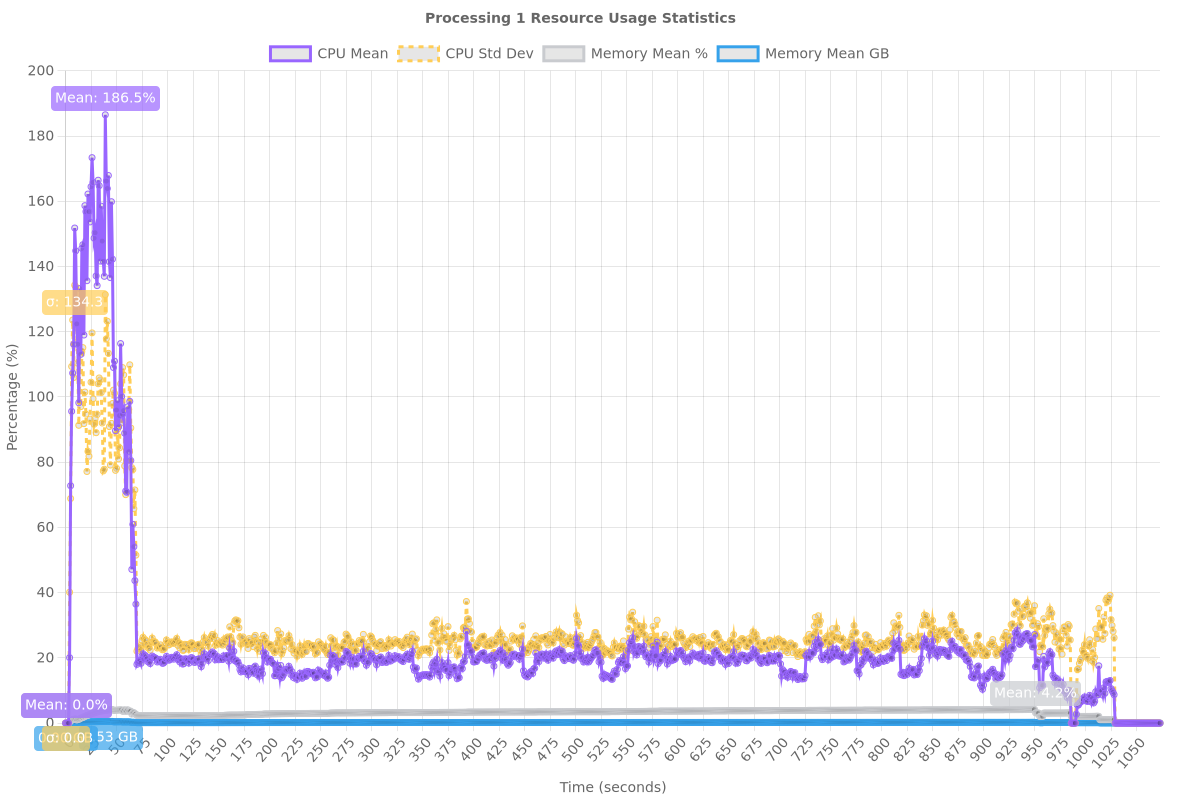 Processing 1 Resource Usage Statistics
CPU Mean CPU Std Dev Memory Mean % Memory Mean GB
Percentage (%)
200
Mean: 186.5%
180
160
140
σ: 134.3
120
100
80
60
40
20
Mean: 4.2%
Mean: 0.0%
0
σ: 0.0
53 GB
50 75 100 125 150 175 200 225 250 275 300 325 350 375 400 425 450 475 500 525 550 575 600 625 650 675 700 725 750 775 800 825 850 875 900 925 950 975 1000 1025 1050
Time (seconds)